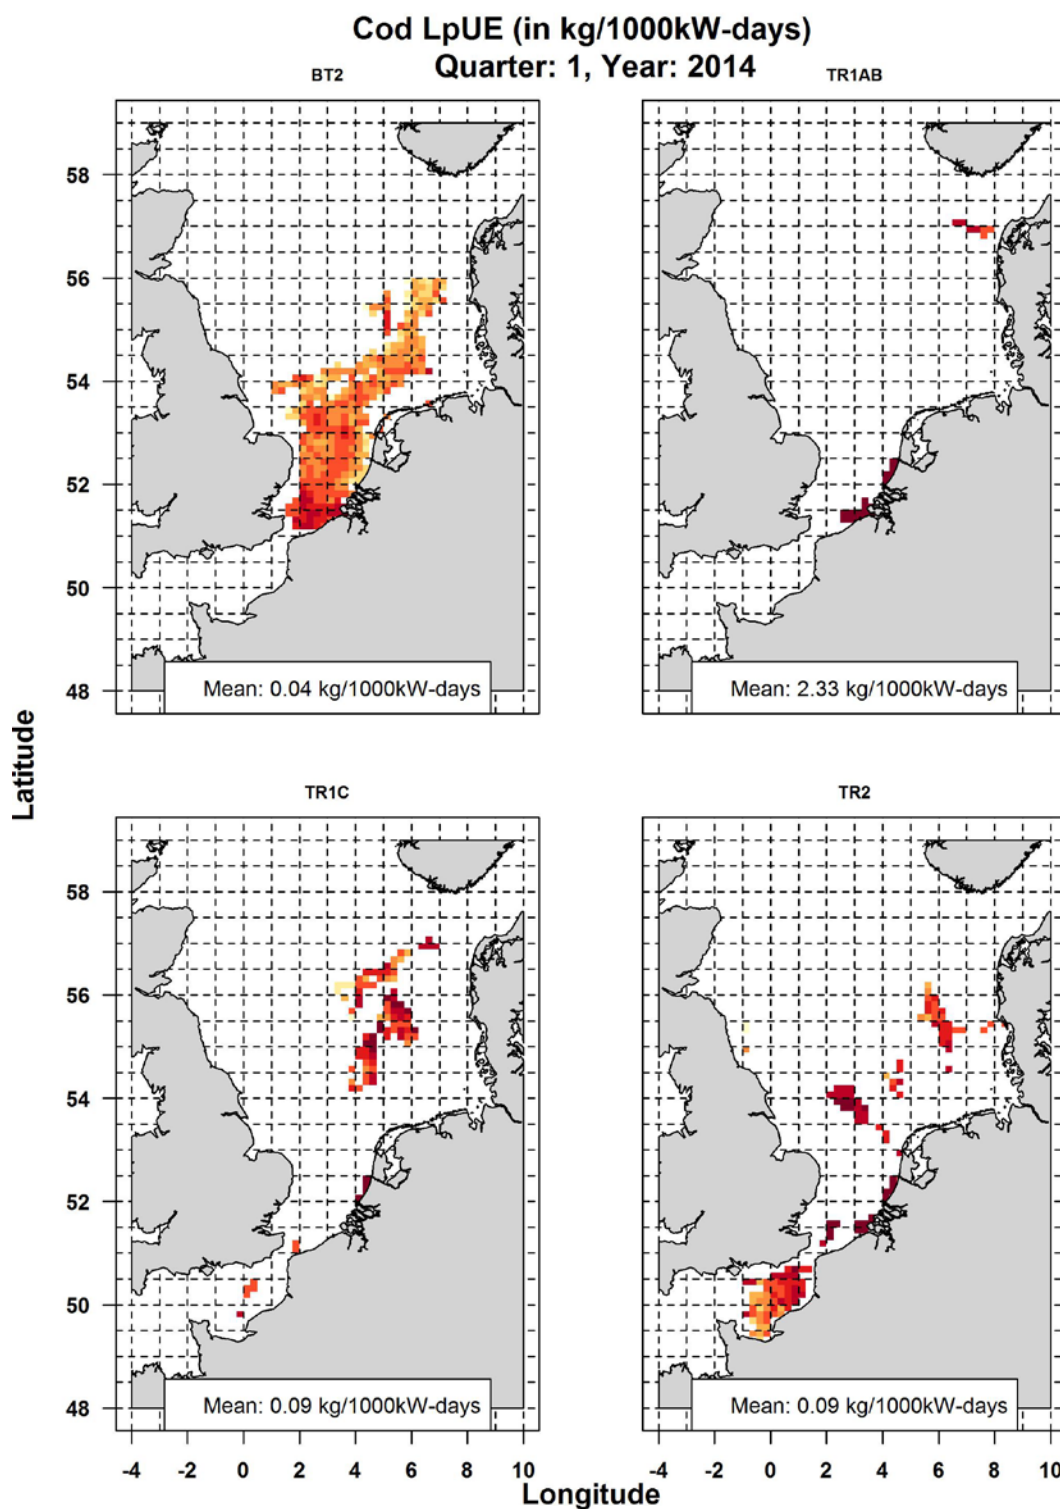 Cod LpUE (in kg/1000kW-days)
Quarter: 1, Year: 2014
BT2
TR1AB
58
56
54
52
50
48
Mean: 0.04 kg/1000kW-days
Mean: 2.33 kg/1000kW-days
Latitude
TR1C
TR2
58
56
54
52
50
48
Mean: 0.09 kg/1000kW-days
Mean: 0.09 kg/1000kW-days
-4 -2 0 2 4 6 8 10
-4 -2 0 2 4 6 8 10
Longitude